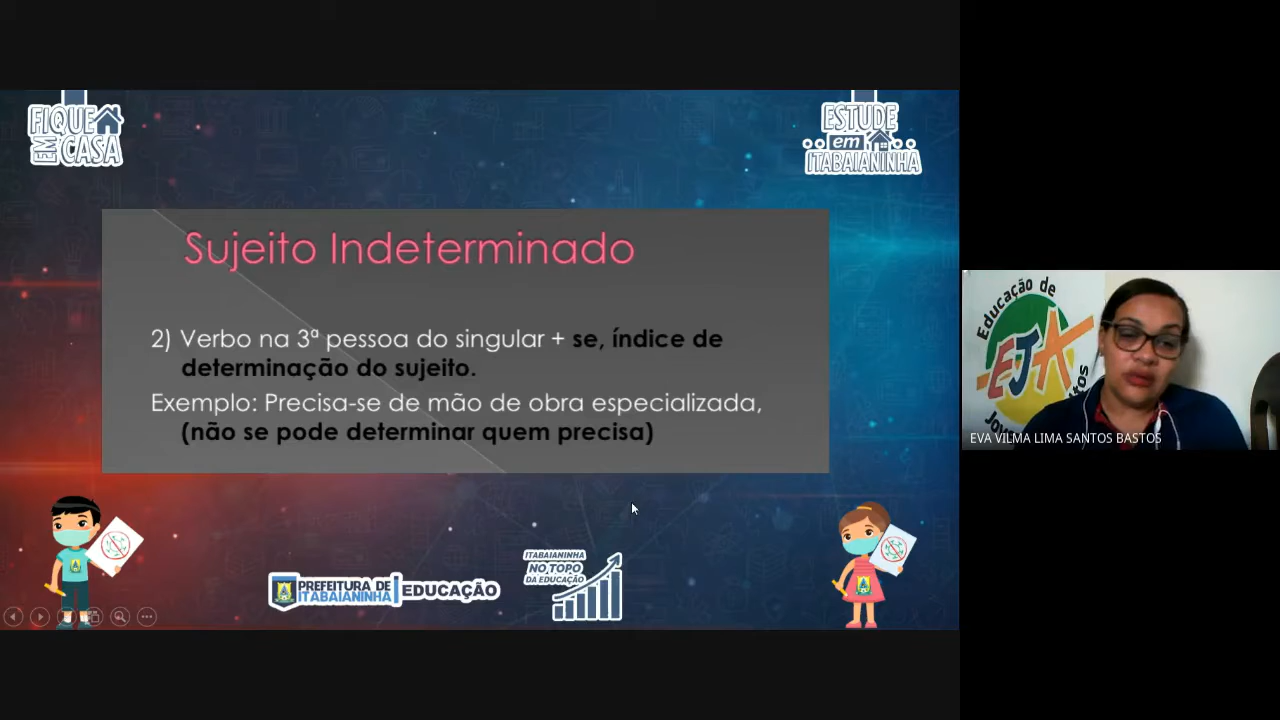 FIQUE
EM CASA
ESTUDE
em
ITABAIANINHA
Sujeito Indeterminado
2) Verbo na 3ª pessoa do singular + se, índice de
determinação do sujeito.
Exemplo: Precisa-se de mão de obra especializada,
(não se pode determinar quem precisa)
PREFEITURA DE
ITABAIANINHA
EDUCAÇÃO
ITABAIANINHA
NO TOPO
DA EDUCAÇÃO
Educação de
EJA
EVA VILMA LIMA SANTOS BASTOS